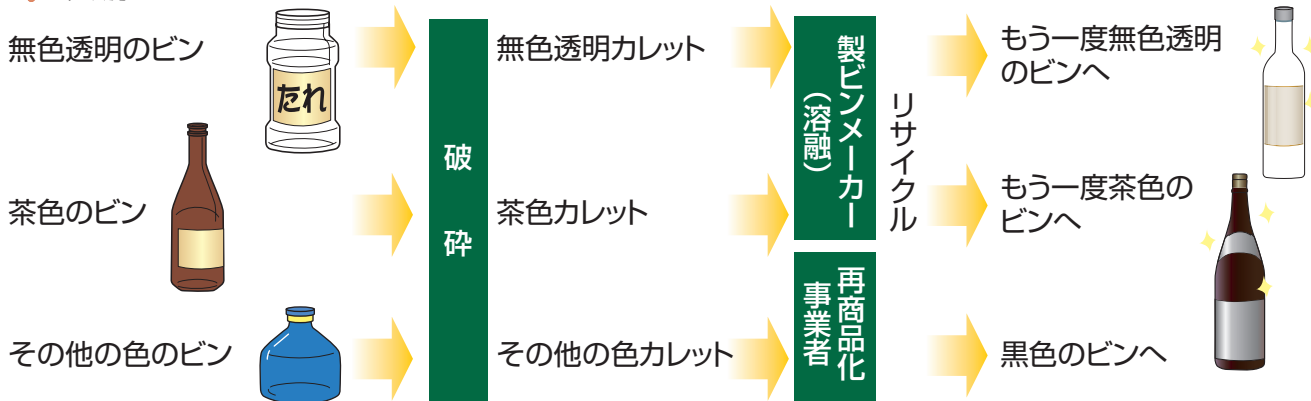 無色透明のビン
たれ
茶色のビン
その他の色のビン
破砕
無色透明カレット
茶色カレット
その他の色カレット
製ビンメーカー
(溶融)
再商品化
事業者
リサイクル
もう一度無色透明
のビンへ
もう一度茶色の
ビンへ
黒色のビンへ